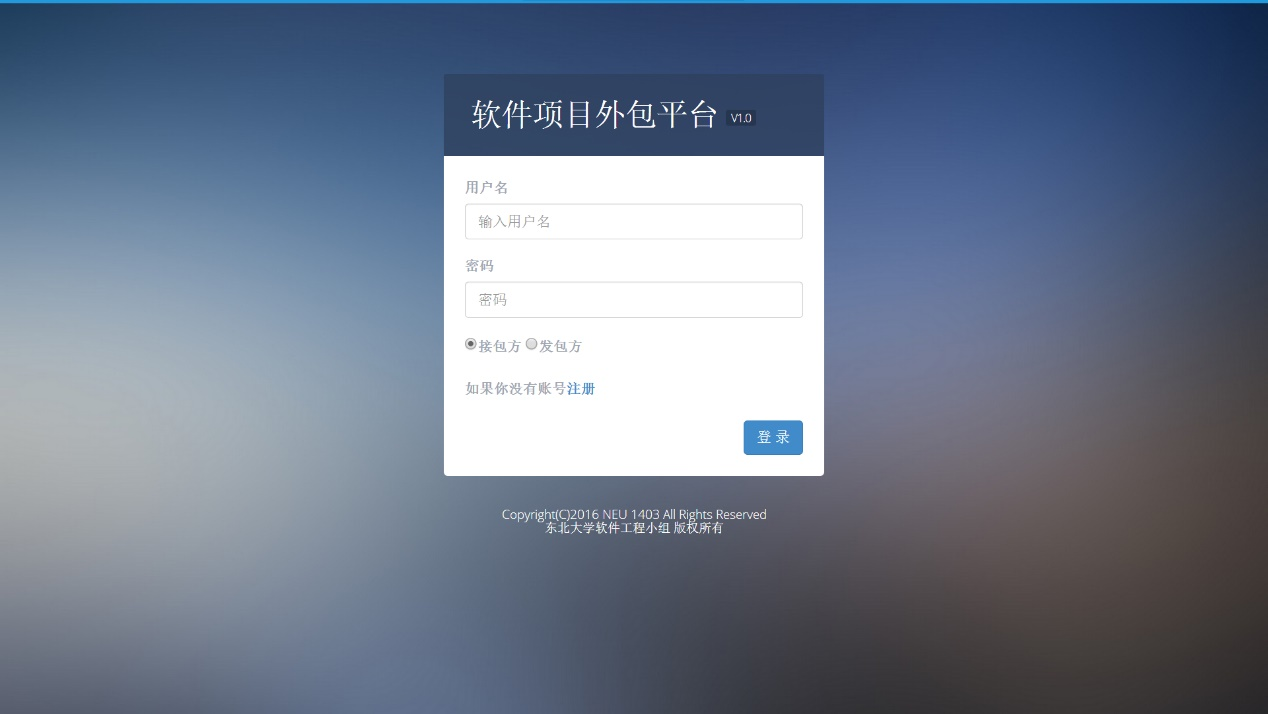 软件项目外包平台 V1.0
用户名
输入用户名
密码
密码
接包方 发包方
如果你没有账号注册
登 录
Copyright(C)2016 NEU 1403 All Rights Reserved
东北大学软件工程小组 版权所有